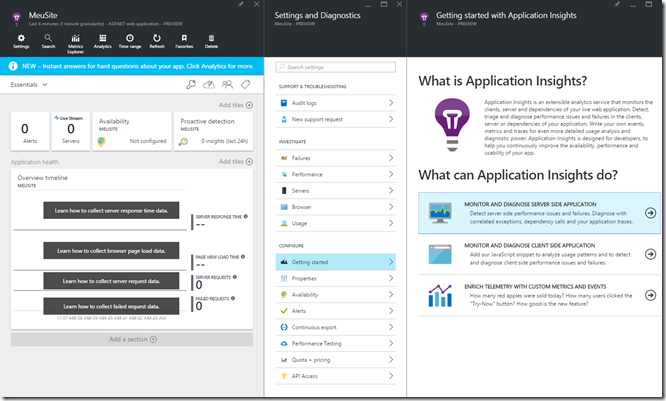 MeuSite
Last 6 minutes (1 minute granularity) - ASP.NET web application - PREVIEW
Settings
Search
Metrics
Explorer
Analytics
Time range
Refresh
Favorites
Delete
NEW – Instant answers for hard questions about your app. Click Analytics for more.
Essentials
Add tiles
0
Alerts
Live Stream
0
Servers
Availability
MEUSITE
Not configured
Proactive detection
MEUSITE
0 insights (last 24h)
Application health
Add tiles
Overview timeline
MEUSITE
Learn how to collect server response time data.
SERVER RESPONSE TIME
--
Learn how to collect browser page load data.
PAGE VIEW LOAD TIME
--
Learn how to collect server request data.
SERVER REQUESTS
0
Learn how to collect failed request data.
FAILED REQUESTS
0
Add a section
Settings and Diagnostics
MeuSite - PREVIEW
Search settings
SUPPORT & TROUBLESHOOTING
Audit logs
New support request
INVESTIGATE
Failures
Performance
Servers
Browser
Usage
CONFIGURE
Getting started
Properties
Availability
Alerts
Continuous export
Performance Testing
Quota + pricing
API Access
Getting started with Application Insights
MeuSite - PREVIEW
What is Application Insights?
Application Insights is an extensible analytics service that monitors the
clients, server and dependencies of your live web application. Detect,
triage and diagnose performance issues and failures in the clients,
server or dependencies of your application. Write your own events,
metrics and traces for even more detailed usage analysis and
diagnostic power. Application Insights is designed for developers, to
help you continuously improve the availability, performance and
usability of your app.
What can Application Insights do?
MONITOR AND DIAGNOSE SERVER SIDE APPLICATION
Detect server side performance issues and failures. Diagnose with
correlated exceptions, dependency calls and your application traces.
MONITOR AND DIAGNOSE CLIENT SIDE APPLICATION
Add our JavaScript snippet to analyze usage patterns and to detect
and diagnose client side performance issues and failures.
ENRICH TELEMETRY WITH CUSTOM METRICS AND EVENTS
How many red apples were sold today? How many users clicked the
"Try-Now" button? How good is the new feature?